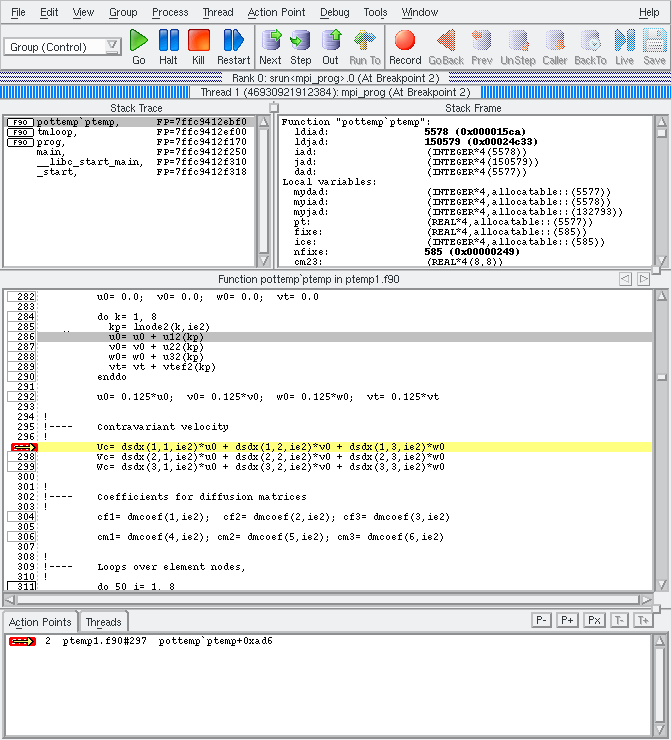 File Edit View Group Process Thread Action Point Debug Tools Window Help
Group (Control)
Go Halt Kill Restart Next Step Out Run To Record GoBack Prev UnStep Caller BackTo Live Save
Rank 0: srun<mpi_prog>.0 (At Breakpoint 2)
Thread 1 (46930921912384): mpi_prog (At Breakpoint 2)
Stack Trace
F90 pottemp`ptemp, FP=7ffc9412ebf0
F90 tmloop, FP=7ffc9412ef00
F90 prog, FP=7ffc9412f170
main, FP=7ffc9412f250
__libc_start_main, FP=7ffc9412f310
_start, FP=7ffc9412f318
Stack Frame
Function "pottemp`ptemp":
ldiad: 5578 (0x000015ca)
ldjad: 150579 (0x00024c33)
iad: (INTEGER*4(5578))
jad: (INTEGER*4(150579))
dad: (INTEGER*4(5577))
Local variables:
mydad: (INTEGER*4,allocatable::(5577))
myiad: (INTEGER*4,allocatable::(5578))
myjad: (INTEGER*4,allocatable::(132793))
pt: (REAL*4,allocatable::(5577))
fixe: (REAL*4,allocatable::(585))
ice: (INTEGER*4,allocatable::(585))
nfixe: 585 (0x00000249)
cm23: (REAL*4(8,8))
Function pottemp`ptemp in ptemp1.f90
282 u0= 0.0; v0= 0.0; w0= 0.0; vt= 0.0
283
284 do k= 1, 8
285 kp= lnode2(k,ie2)
286 u0= u0 + u12(kp)
287 v0= v0 + u22(kp)
288 w0= w0 + u32(kp)
289 vt= vt + vtef2(kp)
290 enddo
291
292 u0= 0.125*u0; v0= 0.125*v0; w0= 0.125*w0; vt= 0.125*vt
293
294 !
295 !---- Contravariant velocity
296 !
Uc= dsdx(1,1,ie2)*u0 + dsdx(1,2,ie2)*v0 + dsdx(1,3,ie2)*w0
298 Vc= dsdx(2,1,ie2)*u0 + dsdx(2,2,ie2)*v0 + dsdx(2,3,ie2)*w0
299 Wc= dsdx(3,1,ie2)*u0 + dsdx(3,2,ie2)*v0 + dsdx(3,3,ie2)*w0
300
301 !
302 !---- Coefficients for diffusion matrices
303 !
304 cf1= dmcoef(1,ie2); cf2= dmcoef(2,ie2); cf3= dmcoef(3,ie2)
305
306 cm1= dmcoef(4,ie2); cm2= dmcoef(5,ie2); cm3= dmcoef(6,ie2)
307
308 !
309 !---- Loops over element nodes,
310 !
311 do 50 i= 1, 8
Action Points Threads P- P+ Px T- T+
2 ptemp1.f90#297 pottemp`ptemp+0xad6